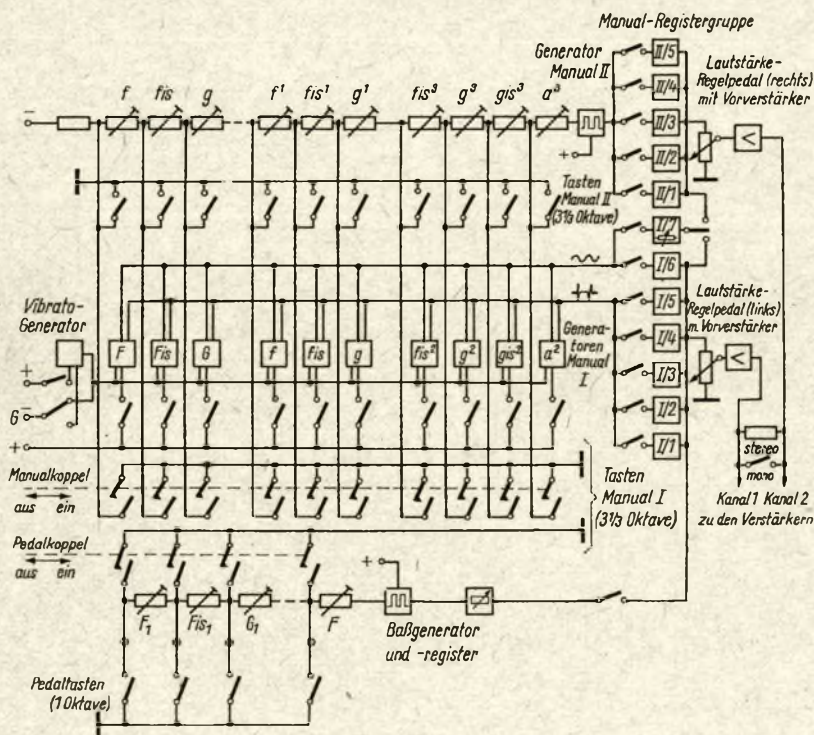 Manual-Registergruppe
Generator
Manual II
Lautstärke-
Regelpedal (rechts)
mit Vorverstärker
II/5
II/4
II/3
II/2
II/1
I/7
I/6
I/5
I/4
I/3
I/2
I/1
f fis g f¹ fis¹ g¹ fis³ g³ gis³ a³
−
+
<
Tasten
Manual II
(3⅓ Oktave)
Vibrato-
Generator
F Fis G f fis g fis² g² gis² a²
Genera-
toren
Manual
I
Lautstärke-
Regelpedal (links)
m. Vorverstärker
<
+
G −
+
stereo
mono
Kanal 1 Kanal 2
zu den Verstärkern
Manualkoppel
aus ein
Tasten
Manual I
(3⅓ Oktave)
Pedalkoppel
aus ein
+
F₁ Fis₁ G₁ F
Baßgenerator
und -register
Pedaltasten
(1 Oktave)